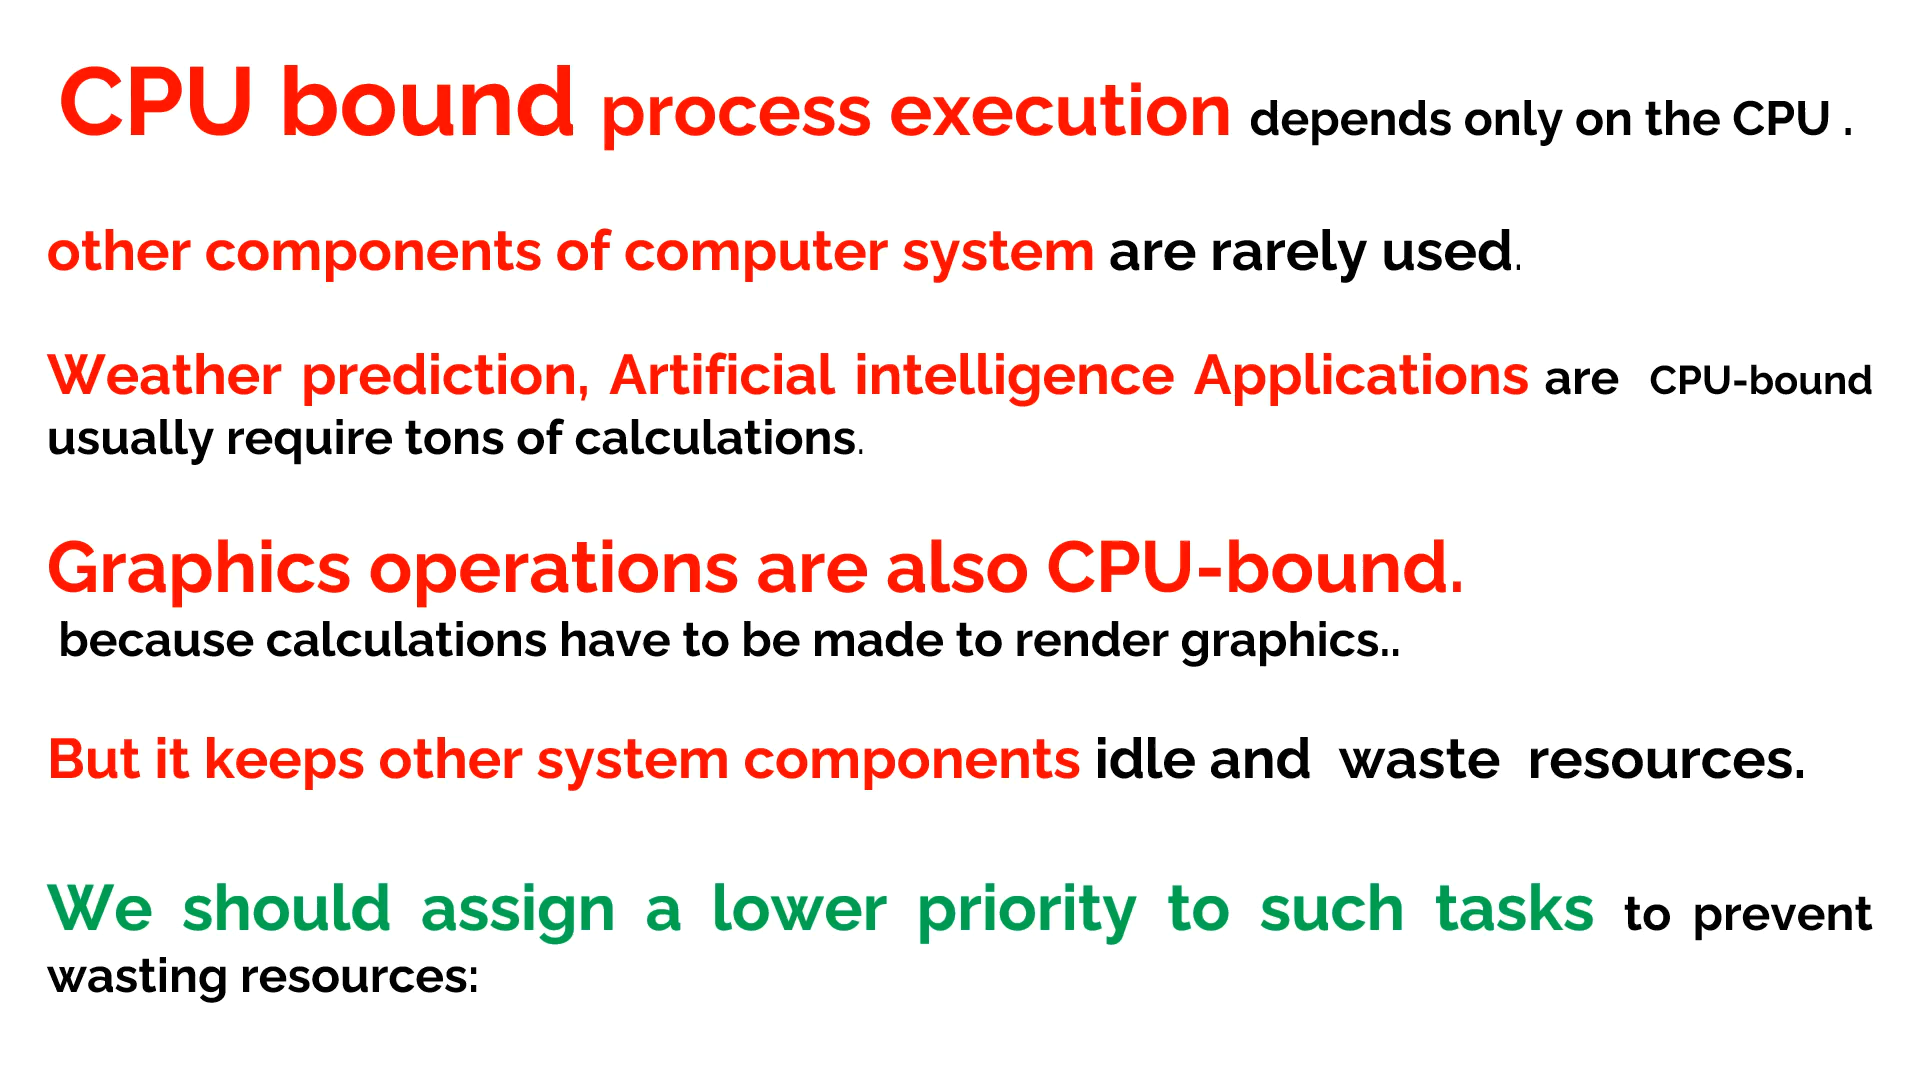 CPU bound process execution depends only on the CPU .
other components of computer system are rarely used.
Weather prediction, Artificial intelligence Applications are CPU-bound
usually require tons of calculations.
Graphics operations are also CPU-bound.
because calculations have to be made to render graphics..
But it keeps other system components idle and waste resources.
We should assign a lower priority to such tasks to prevent
wasting resources: